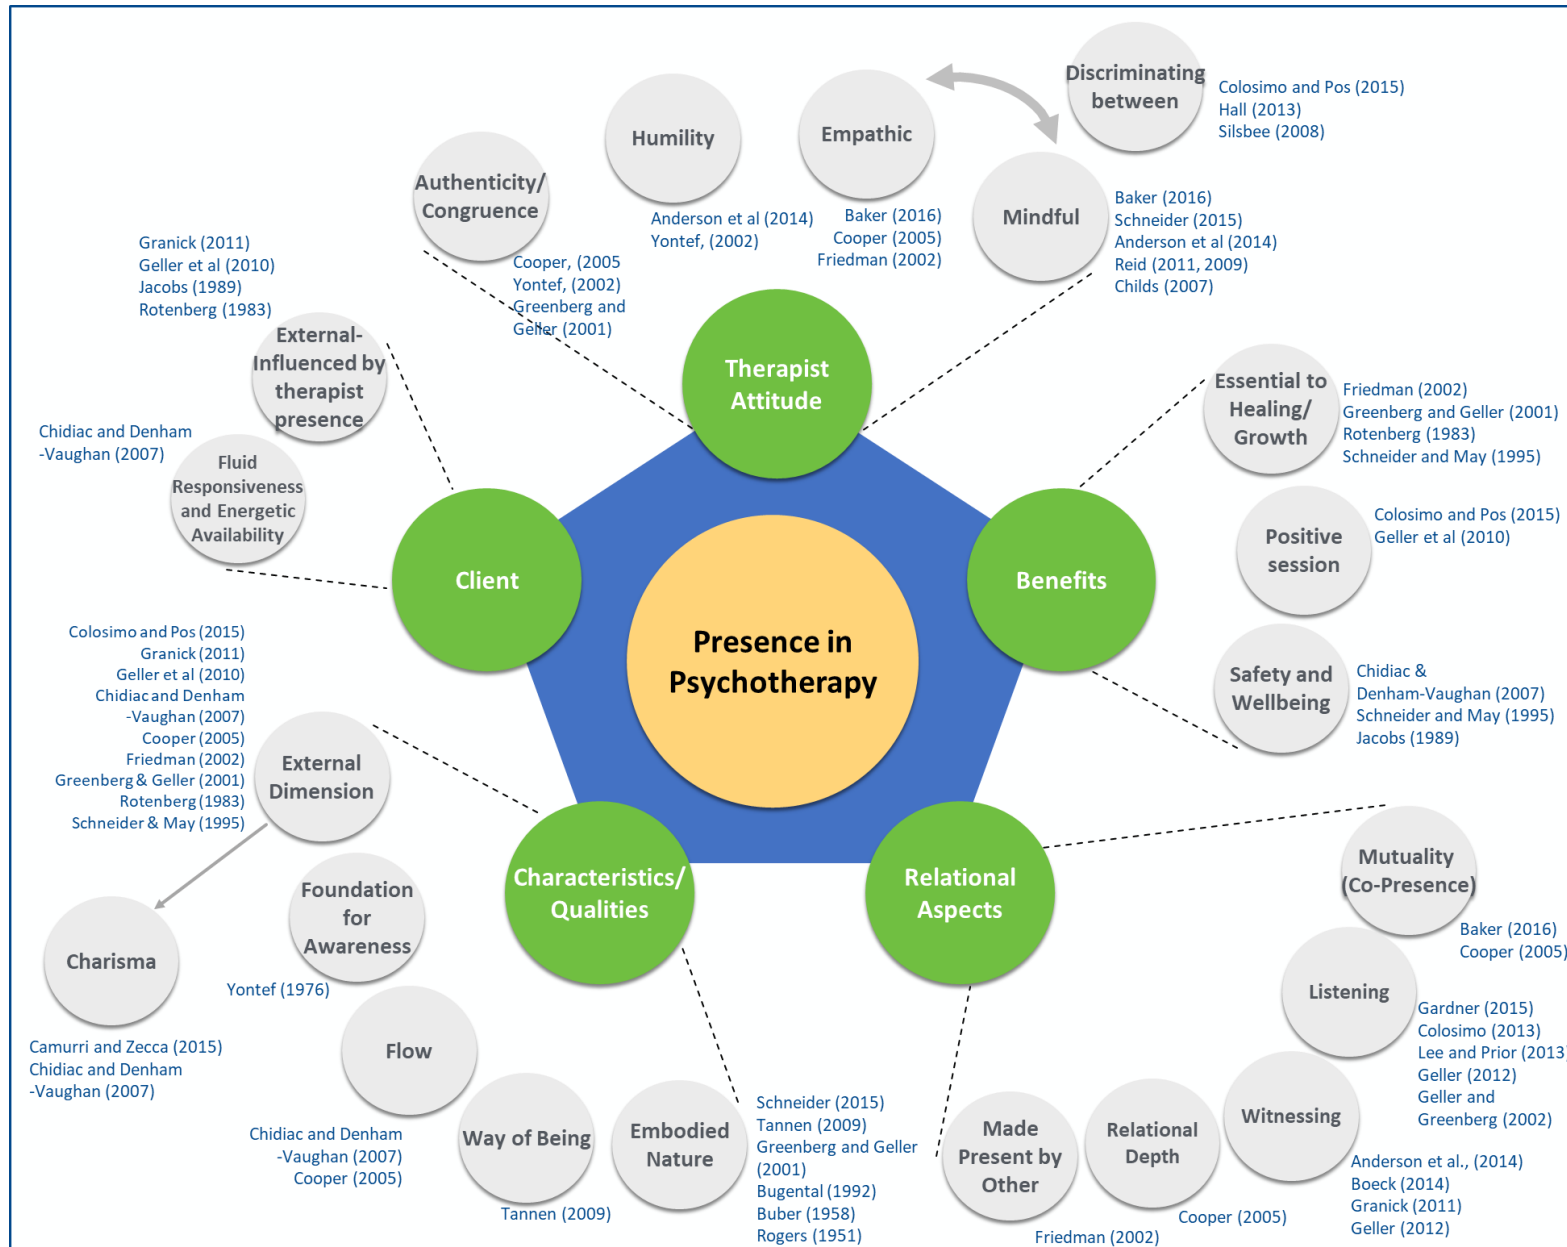 Discriminating
between
Colosimo and Pos (2015)
Hall (2013)
Silsbee (2008)
Humility
Anderson et al (2014)
Yontef, (2002)
Empathic
Baker (2016)
Cooper (2005)
Friedman (2002)
Mindful
Baker (2016)
Schneider (2015)
Anderson et al (2014)
Reid (2011, 2009)
Childs (2007)
Authenticity/
Congruence
Cooper, (2005
Yontef, (2002)
Greenberg and
Geller (2001)
Granick (2011)
Geller et al (2010)
Jacobs (1989)
Rotenberg (1983)
External-
Influenced by
therapist
presence
Chidiac and Denham
-Vaughan (2007)
Fluid
Responsiveness
and Energetic
Availability
Therapist
Attitude
Essential to
Healing/
Growth
Friedman (2002)
Greenberg and Geller (2001)
Rotenberg (1983)
Schneider and May (1995)
Positive
session
Colosimo and Pos (2015)
Geller et al (2010)
Client
Benefits
Presence in
Psychotherapy
Safety and
Wellbeing
Chidiac &
Denham-Vaughan (2007)
Schneider and May (1995)
Jacobs (1989)
Colosimo and Pos (2015)
Granick (2011)
Geller et al (2010)
Chidiac and Denham
-Vaughan (2007)
Cooper (2005)
Friedman (2002)
Greenberg & Geller (2001)
Rotenberg (1983)
Schneider & May (1995)
External
Dimension
Characteristics/
Qualities
Relational
Aspects
Mutuality
(Co-Presence)
Baker (2016)
Cooper (2005)
Foundation
for
Awareness
Yontef (1976)
Charisma
Camurri and Zecca (2015)
Chidiac and Denham
-Vaughan (2007)
Flow
Chidiac and Denham
-Vaughan (2007)
Cooper (2005)
Way of Being
Tannen (2009)
Embodied
Nature
Schneider (2015)
Tannen (2009)
Greenberg and Geller
(2001)
Bugental (1992)
Buber (1958)
Rogers (1951)
Made
Present by
Other
Friedman (2002)
Relational
Depth
Cooper (2005)
Witnessing
Anderson et al., (2014)
Boeck (2014)
Granick (2011)
Geller (2012)
Listening
Gardner (2015)
Colosimo (2013)
Lee and Prior (2013)
Geller (2012)
Geller and
Greenberg (2002)